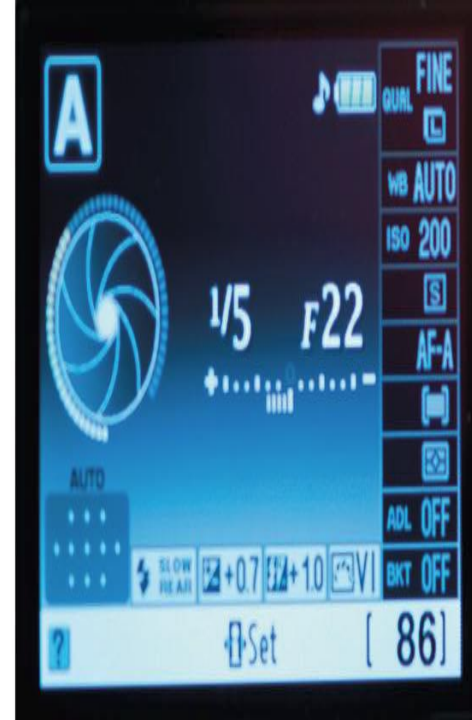 A
QUAL FINE
L
WB AUTO
ISO 200
S
1/5 F22
AF-A
+ 0 -
AUTO
ADL OFF
SLOW
REAR
+0.7 +1.0 VI
BKT OFF
? Set [ 86]